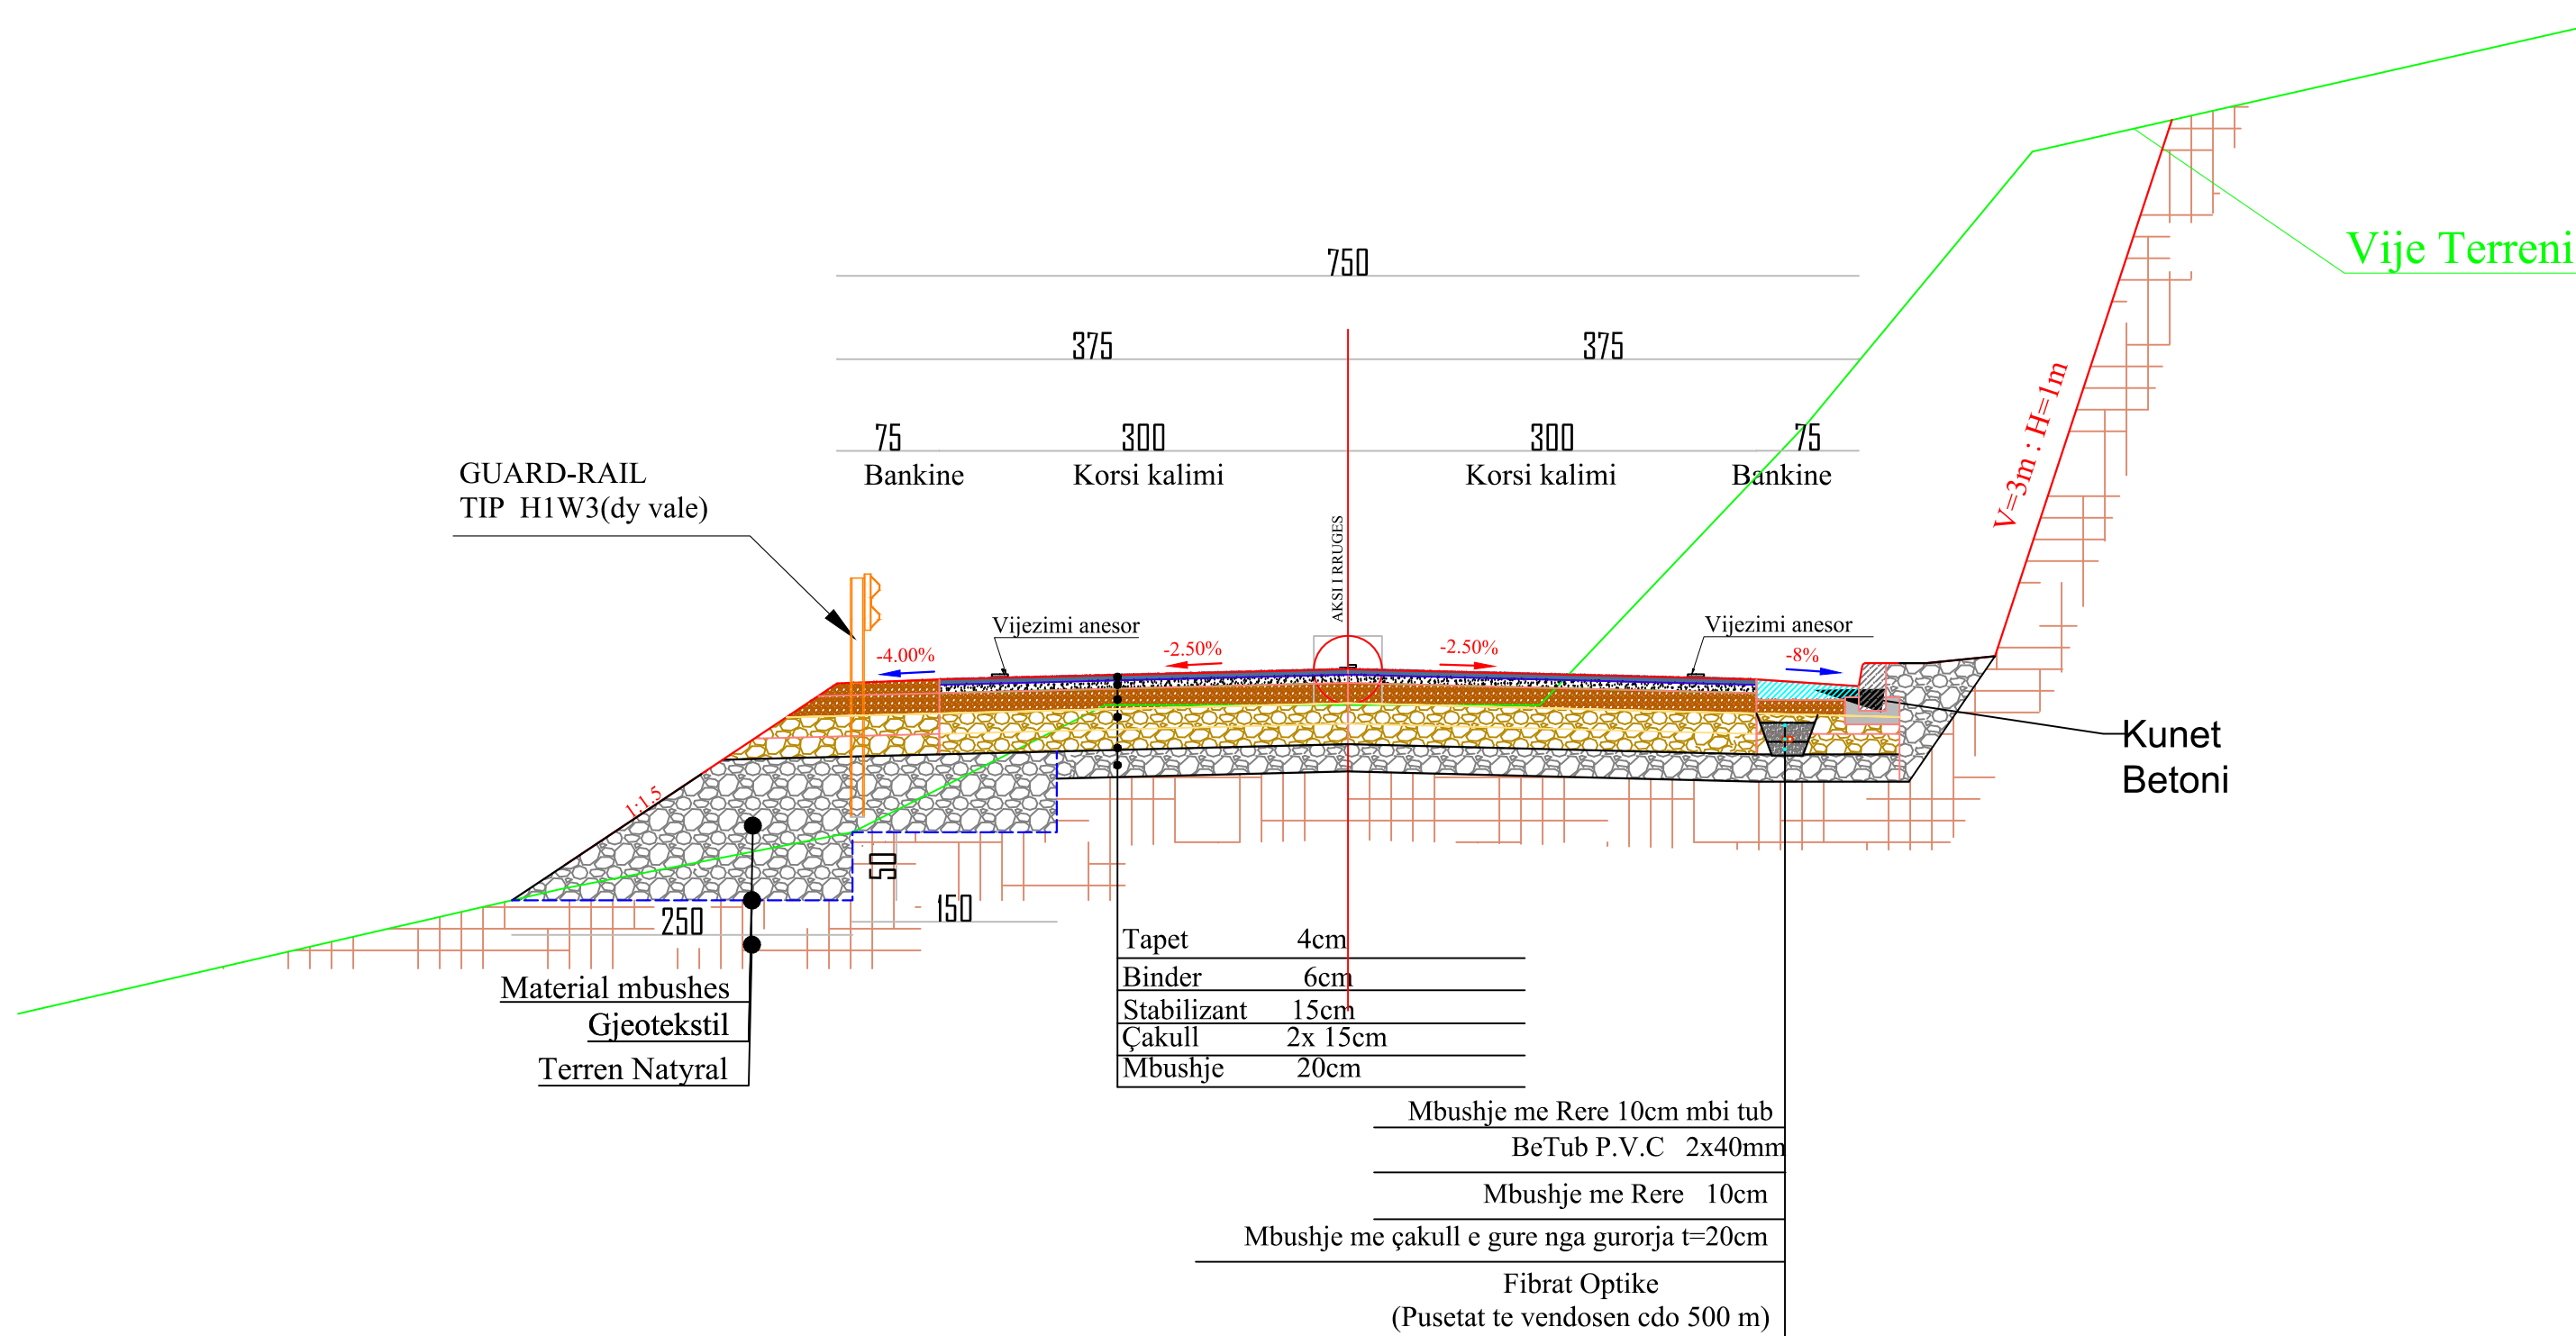 Vije Terreni
750
375
375
75
300
300
75
Bankine
Korsi kalimi
Korsi kalimi
Bankine
GUARD-RAIL
TIP H1W3(dy vale)
V=3m : H=1m
AKSI I RRUGES
Vijezimi anesor
Vijezimi anesor
-4.00%
-2.50%
-2.50%
-8%
Kunet
Betoni
1:1.5
50
150
250
Material mbushes
Gjeotekstil
Terren Natyral
Tapet 4cm
Binder 6cm
Stabilizant 15cm
Çakull 2x 15cm
Mbushje 20cm
Mbushje me Rere 10cm mbi tub
BeTub P.V.C 2x40mm
Mbushje me Rere 10cm
Mbushje me çakull e gure nga gurorja t=20cm
Fibrat Optike
(Pusetat te vendosen cdo 500 m)